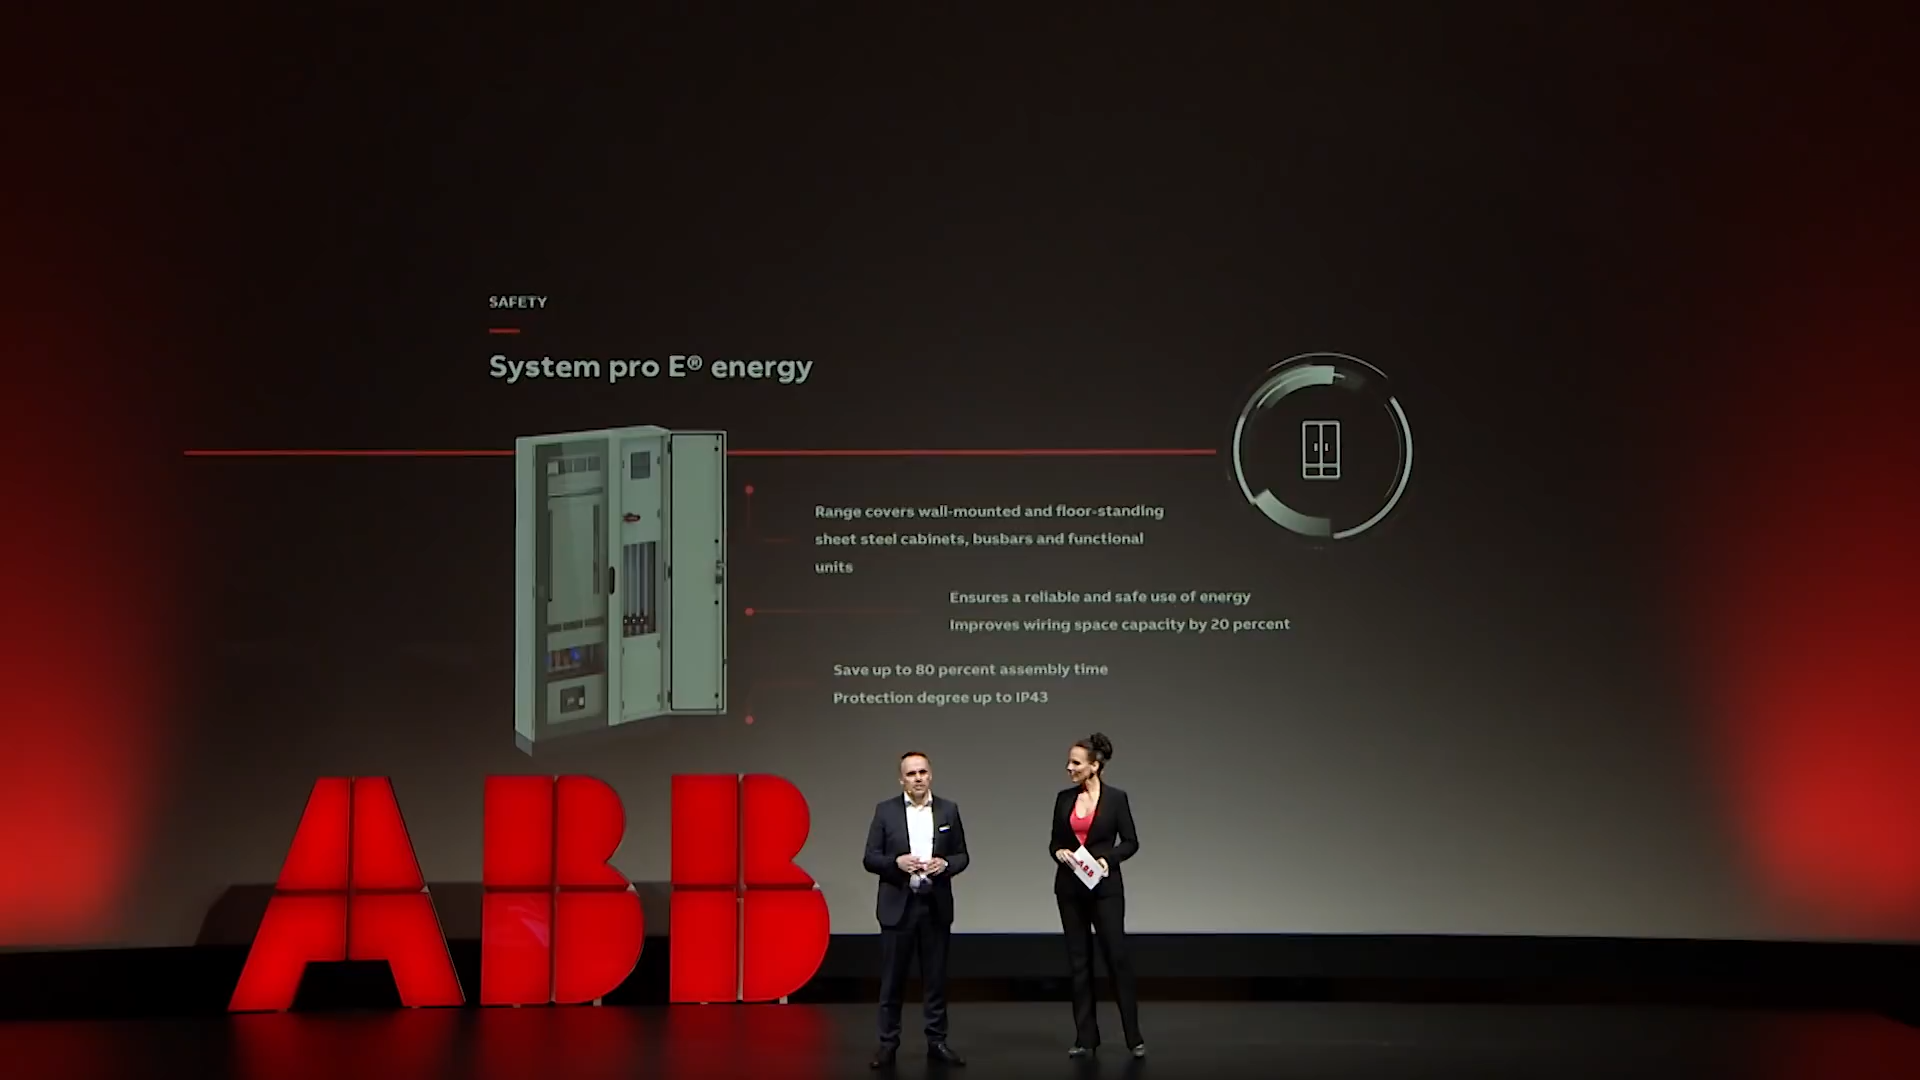 SAFETY
System pro E® energy
Range covers wall-mounted and floor-standing
sheet steel cabinets, busbars and functional
units
Ensures a reliable and safe use of energy
Improves wiring space capacity by 20 percent
Save up to 80 percent assembly time
Protection degree up to IP43
ABB
ABB